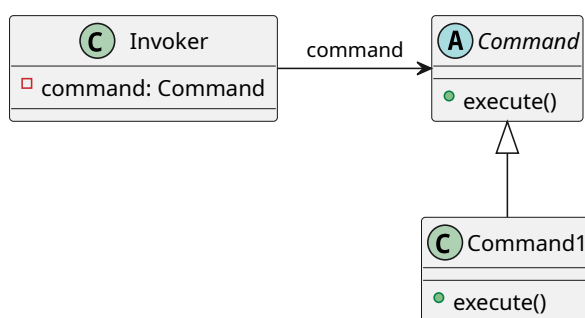 C Invoker
command: Command
command
A Command
execute()
C Command1
execute()